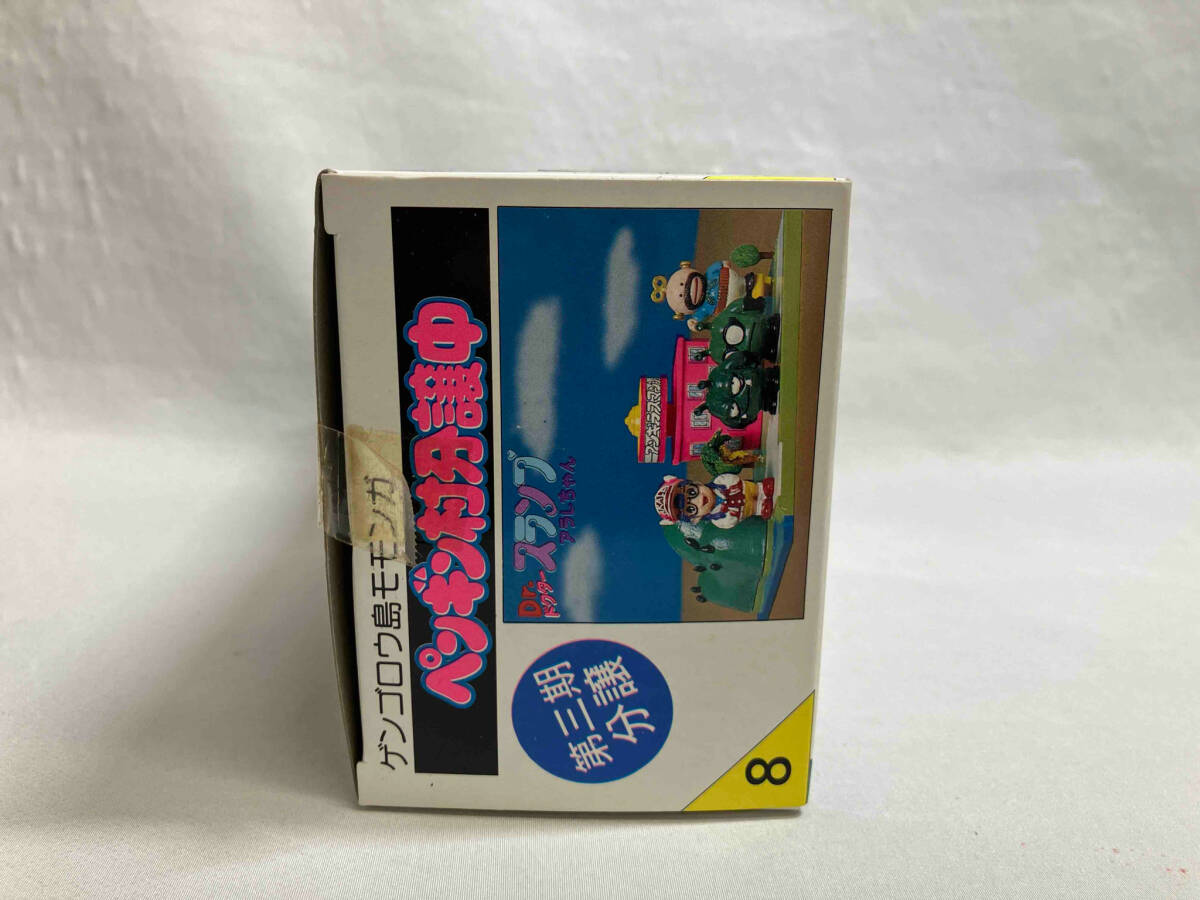 ゲンゴロウ島モモンガ
ペンギン村分譲中
Dr.
ドクター
スランプ
アラレちゃん
第三期
分譲
8